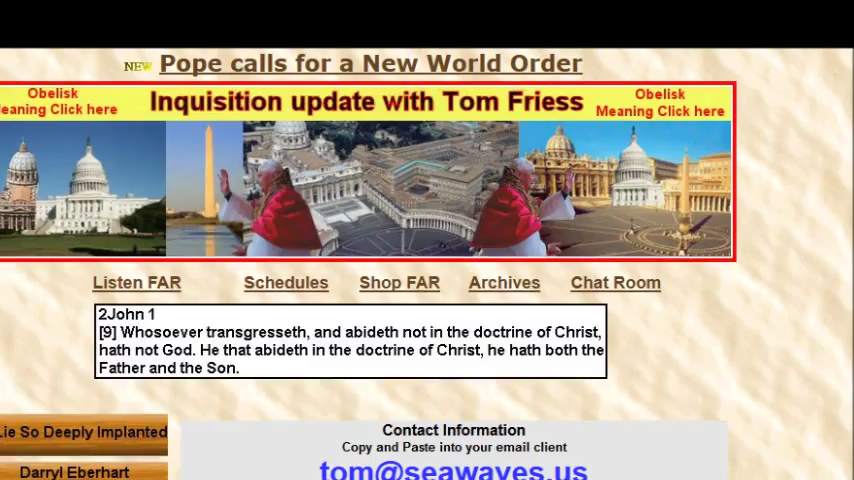 NEW Pope calls for a New World Order
Obelisk
Meaning Click here
Inquisition update with Tom Friess
Obelisk
Meaning Click here
Listen FAR
Schedules
Shop FAR
Archives
Chat Room
2John 1
[9] Whosoever transgresseth, and abideth not in the doctrine of Christ,
hath not God. He that abideth in the doctrine of Christ, he hath both the
Father and the Son.
Lie So Deeply Implanted
Darryl Eberhart
Contact Information
Copy and Paste into your email client
tom@seawaves.us